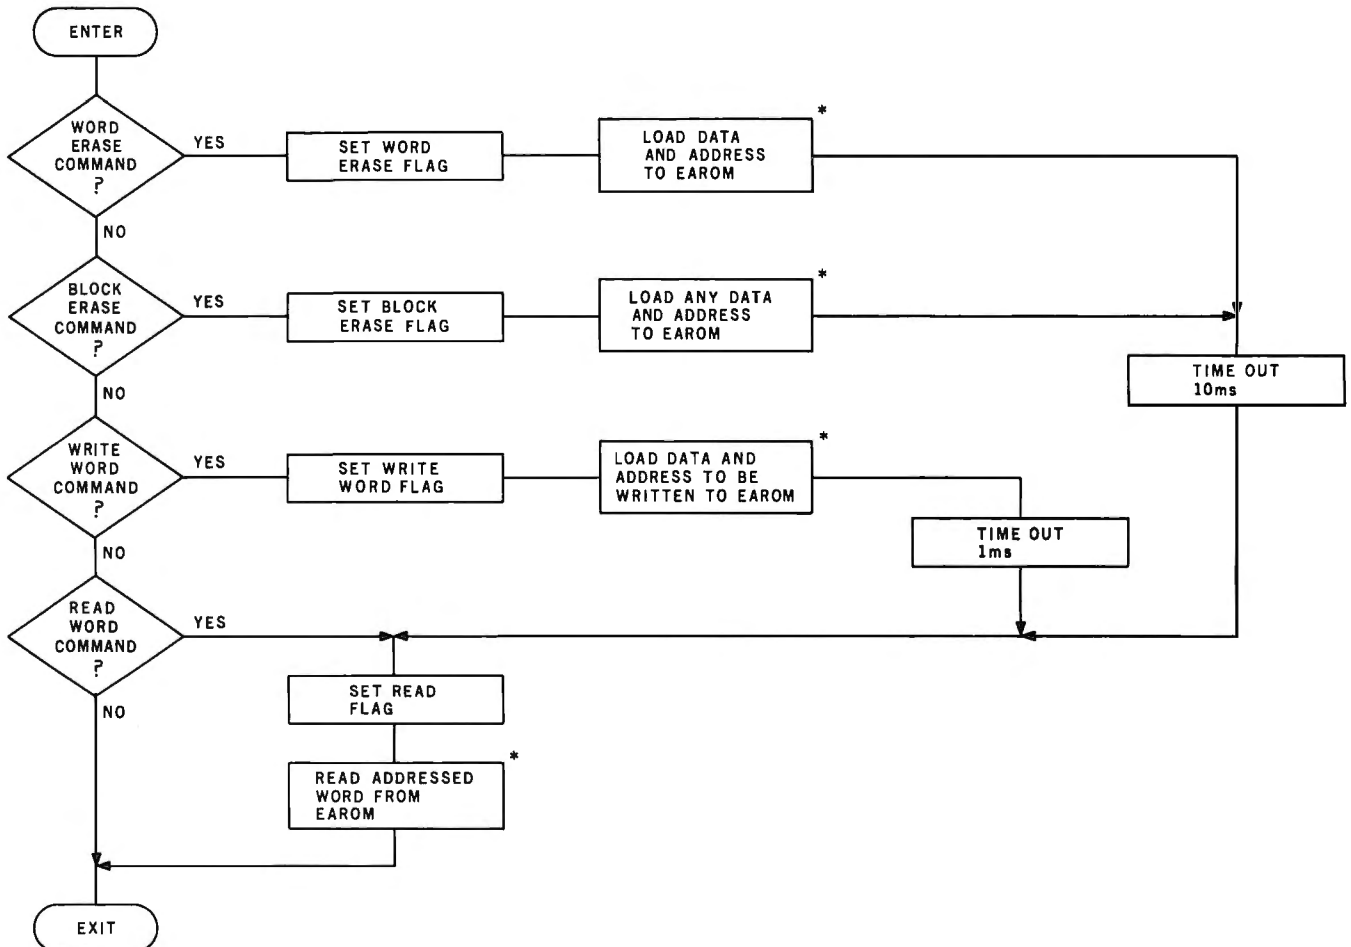 ENTER
WORD
ERASE
COMMAND
?
YES
SET WORD
ERASE FLAG
*
LOAD DATA
AND ADDRESS
TO EAROM
NO
BLOCK
ERASE
COMMAND
?
YES
SET BLOCK
ERASE FLAG
*
LOAD ANY DATA
AND ADDRESS
TO EAROM
TIME OUT
10ms
NO
WRITE
WORD
COMMAND
?
YES
SET WRITE
WORD FLAG
*
LOAD DATA AND
ADDRESS TO BE
WRITTEN TO EAROM
TIME OUT
1ms
NO
READ
WORD
COMMAND
?
YES
SET READ
FLAG
NO
*
READ ADDRESSED
WORD FROM
EAROM
EXIT